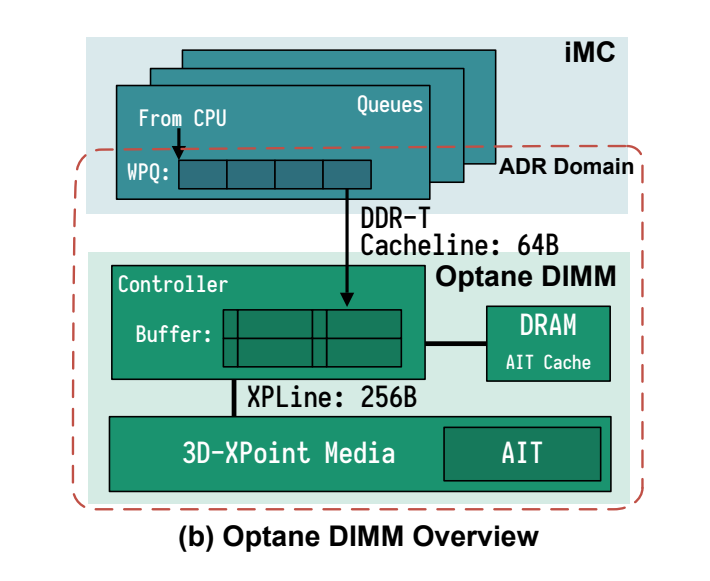 iMC
Queues
From CPU
ADR Domain
WPQ:
DDR-T
Cacheline: 64B
Optane DIMM
Controller
Buffer:
DRAM
AIT Cache
XPLine: 256B
3D-XPoint Media
AIT
(b) Optane DIMM Overview